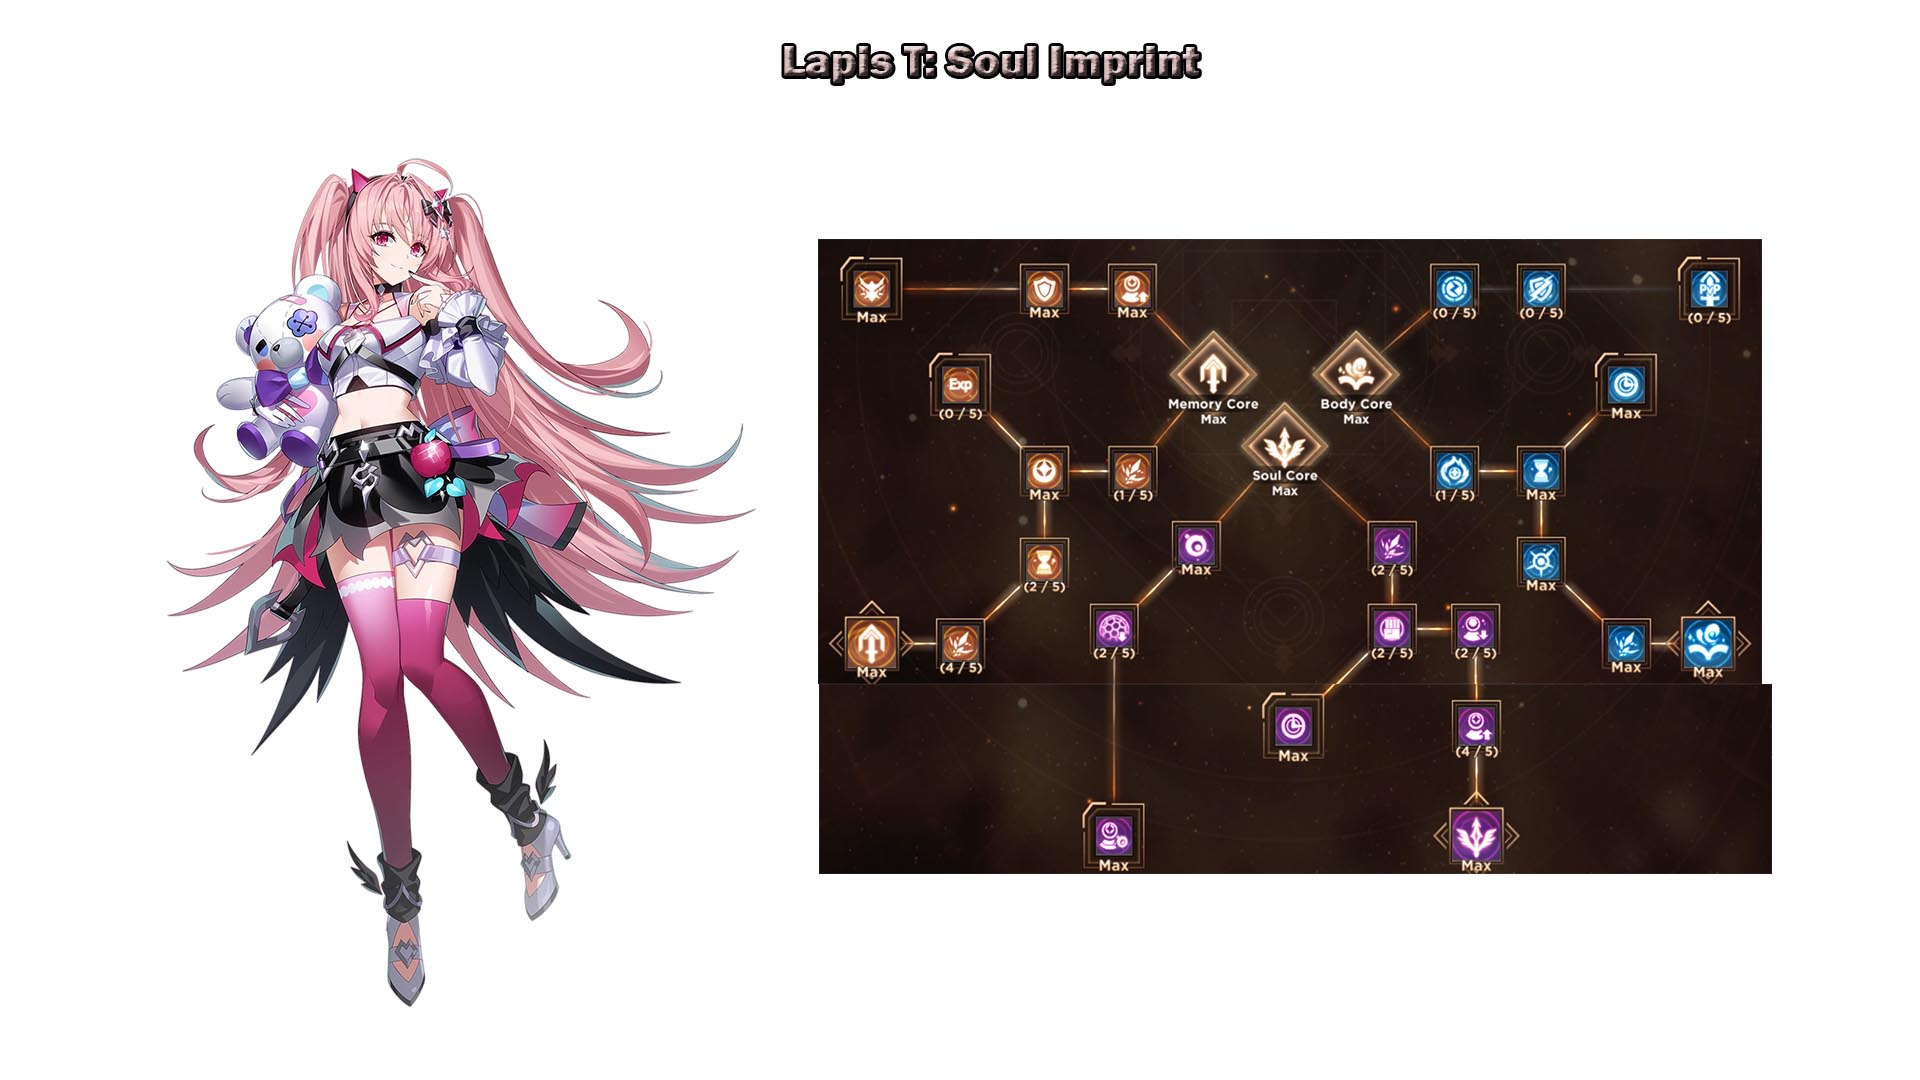 Lapis T: Soul Imprint
Max
Max
Max
(0 / 5)
(0 / 5)
PVP
(0 / 5)
Exp
(0 / 5)
Memory Core
Max
Body Core
Max
Max
Soul Core
Max
Max
(1 / 5)
(1 / 5)
Max
(2 / 5)
Max
(2 / 5)
Max
Max
(4 / 5)
(2 / 5)
(2 / 5)
(2 / 5)
Max
Max
Max
(4 / 5)
Max
Max